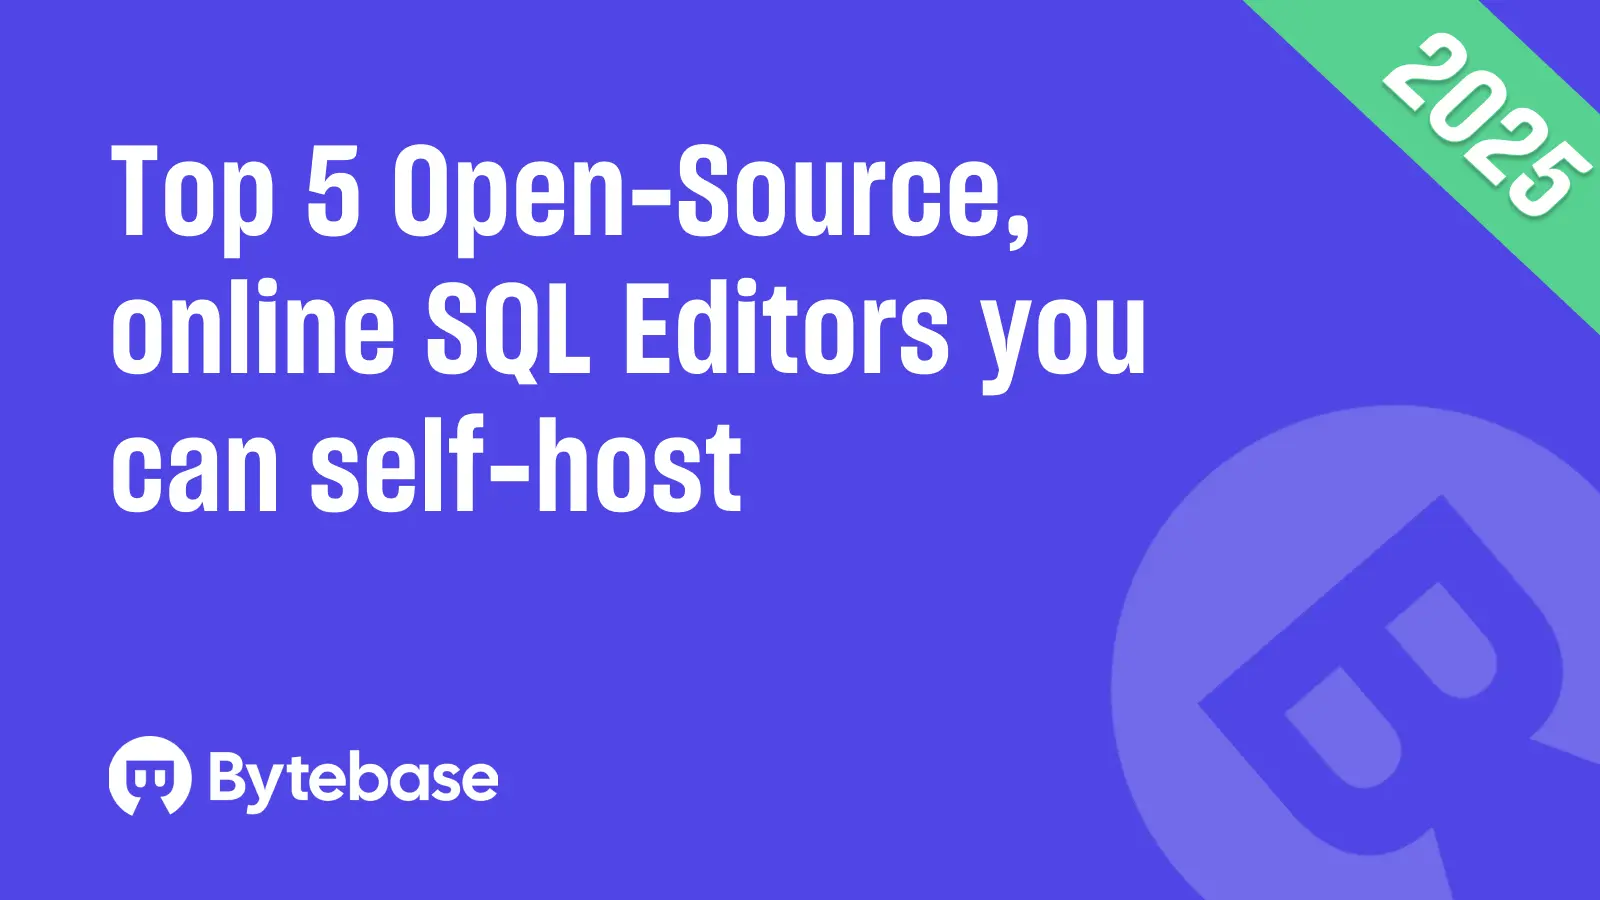 2025
Top 5 Open-Source,
online SQL Editors you
can self-host
Bytebase